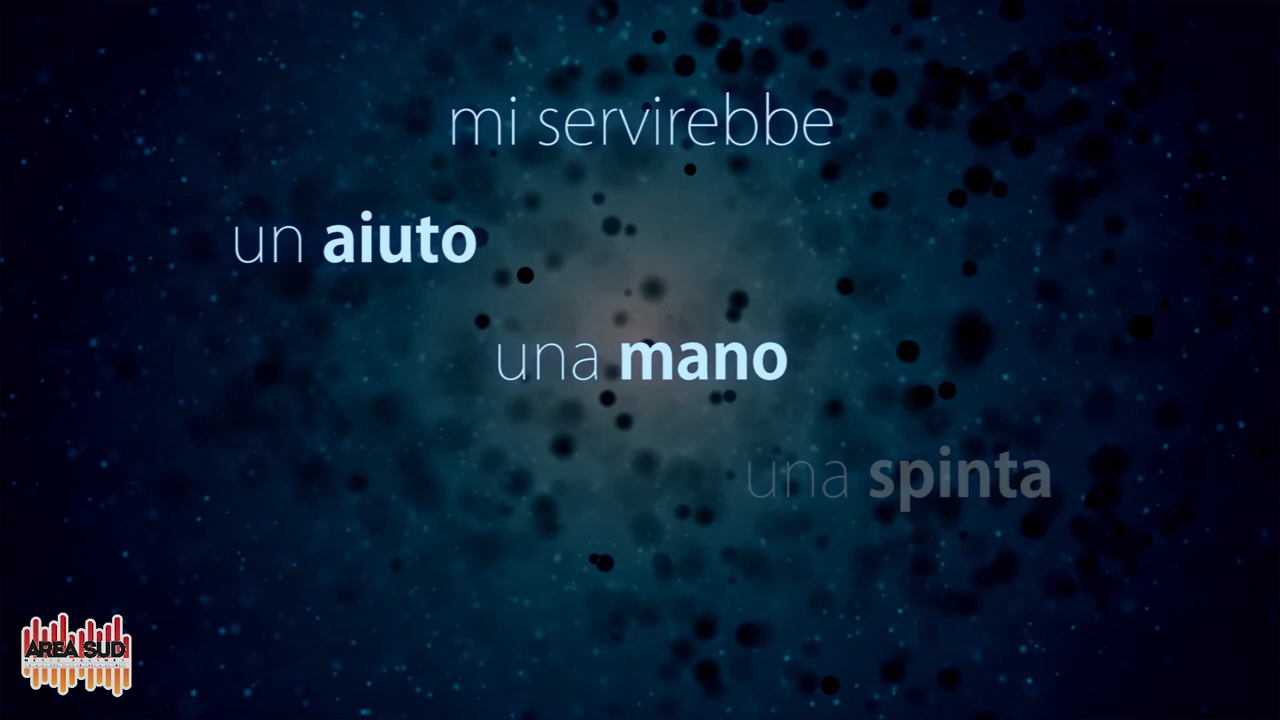 mi servirebbe
un aiuto
una mano
una spinta
AREA SUD